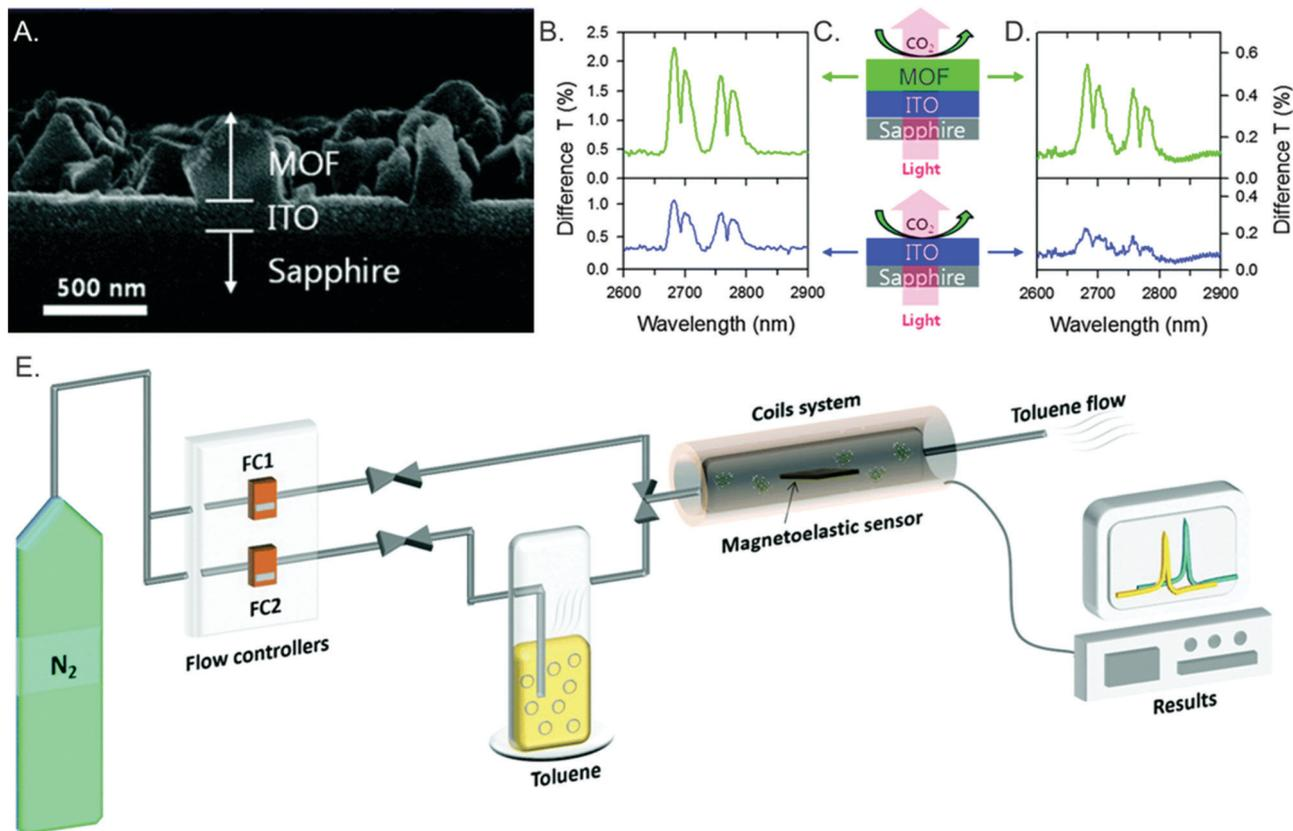 A.
MOF
ITO
Sapphire
500 nm
B.
Difference T (%)
2.5
2.0
1.5
1.0
0.5
0.0
1.0
0.5
0.0
2600 2700 2800 2900
Wavelength (nm)
C.
CO2
MOF
ITO
Sapphire
Light
CO2
ITO
Sapphire
Light
D.
0.6
0.4
0.2
0.0
0.4
0.2
0.0
Difference T (%)
2600 2700 2800 2900
Wavelength (nm)
E.
N2
FC1
FC2
Flow controllers
Toluene
Coils system
Magnetoelastic sensor
Toluene flow
Results